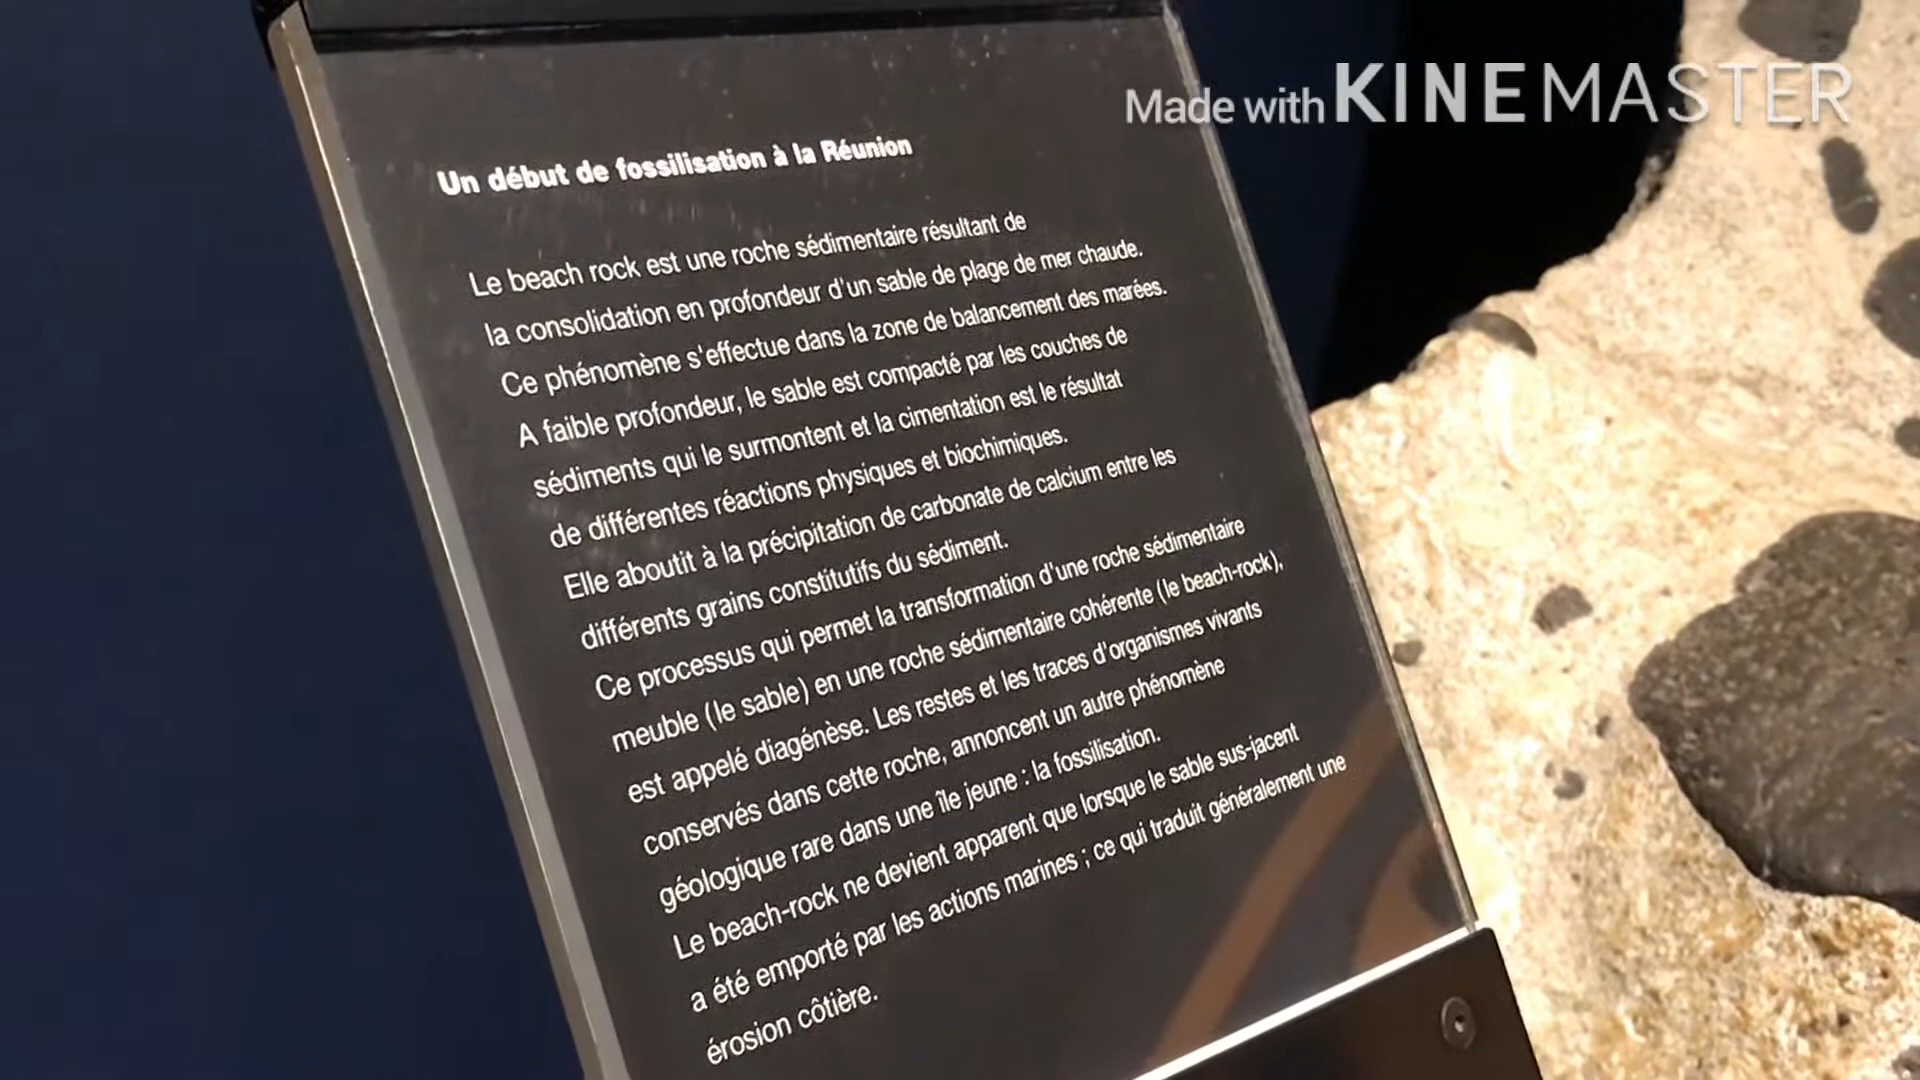 Made with KINEMASTER
Un début de fossilisation à la Réunion
Le beach rock est une roche sédimentaire résultant de
la consolidation en profondeur d'un sable de plage de mer chaude.
Ce phénomène s'effectue dans la zone de balancement des marées.
A faible profondeur, le sable est compacté par les couches de
sédiments qui le surmontent et la cimentation est le résultat
de différentes réactions physiques et biochimiques.
Elle aboutit à la précipitation de carbonate de calcium entre les
différents grains constitutifs du sédiment.
Ce processus qui permet la transformation d'une roche sédimentaire
meuble (le sable) en une roche sédimentaire cohérente (le beach-rock),
est appelé diagénèse. Les restes et les traces d'organismes vivants
conservés dans cette roche, annoncent un autre phénomène
géologique rare dans une île jeune : la fossilisation.
Le beach-rock ne devient apparent que lorsque le sable sus-jacent
a été emporté par les actions marines ; ce qui traduit généralement une
érosion côtière.